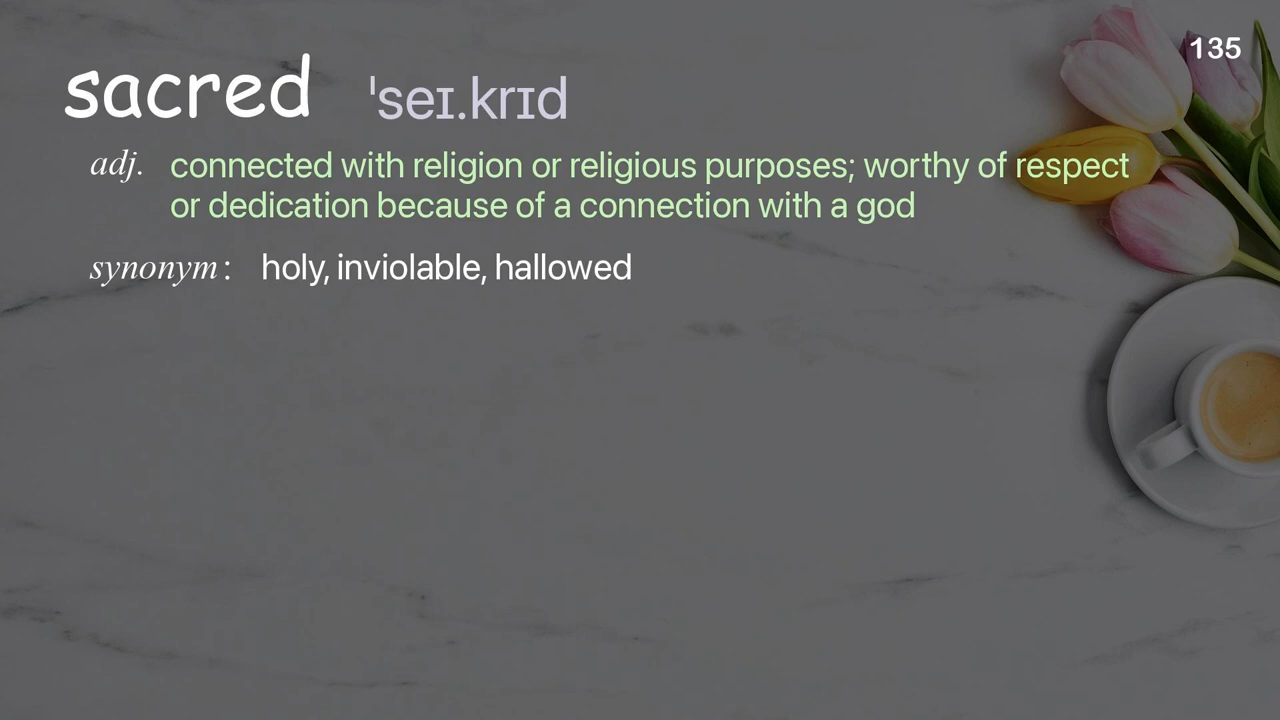 135
sacred ˈseɪ.krɪd
adj. connected with religion or religious purposes; worthy of respect
or dedication because of a connection with a god
synonym: holy, inviolable, hallowed